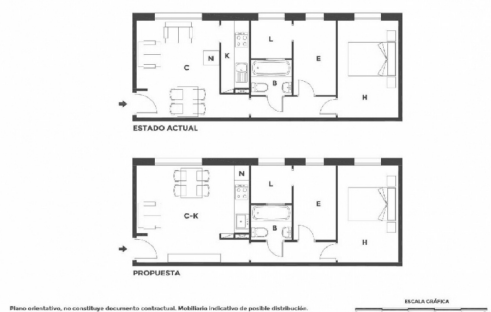 L
K
N
E
C
B
H
ESTADO ACTUAL
N
L
C-K
E
B
H
PROPUESTA
ESCALA GRÁFICA
Plano orientativo, no constituye documento contractual. Mobiliario indicativo de posible distribución.